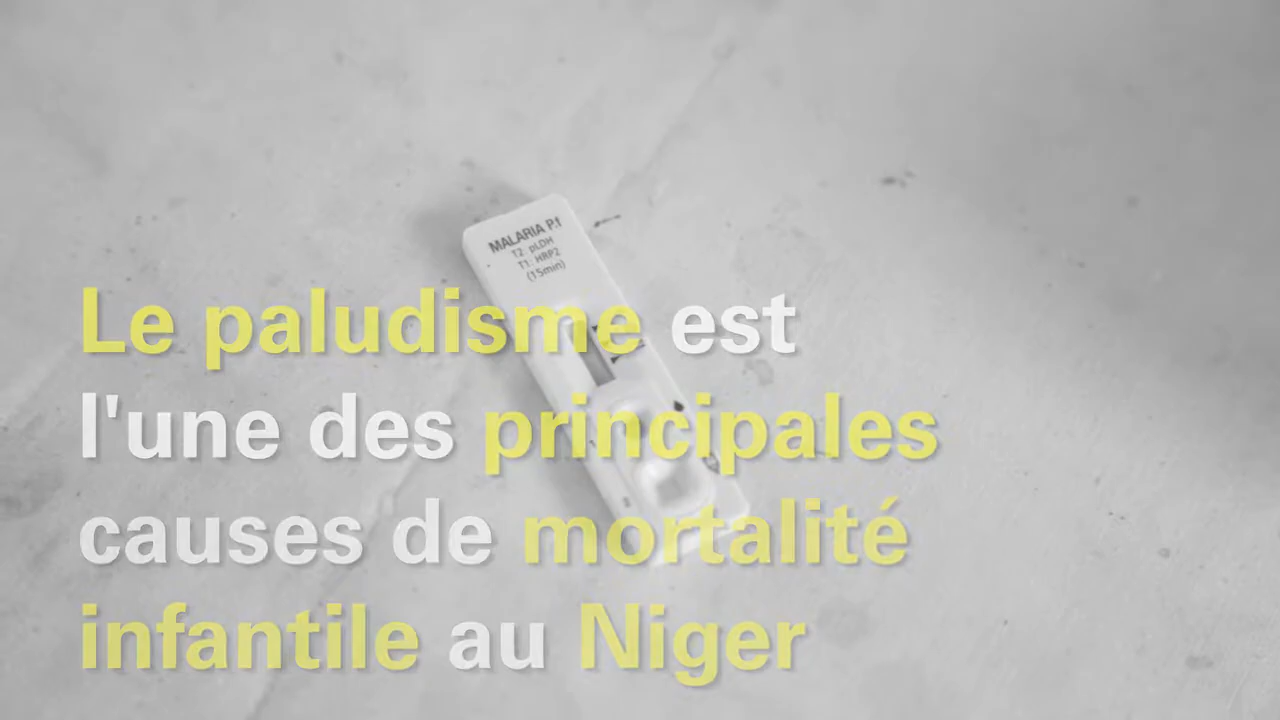 MALARIA P.f
T2: pLDH
T1: HRP2
(15min)
Le paludisme est
l'une des principales
causes de mortalité
infantile au Niger